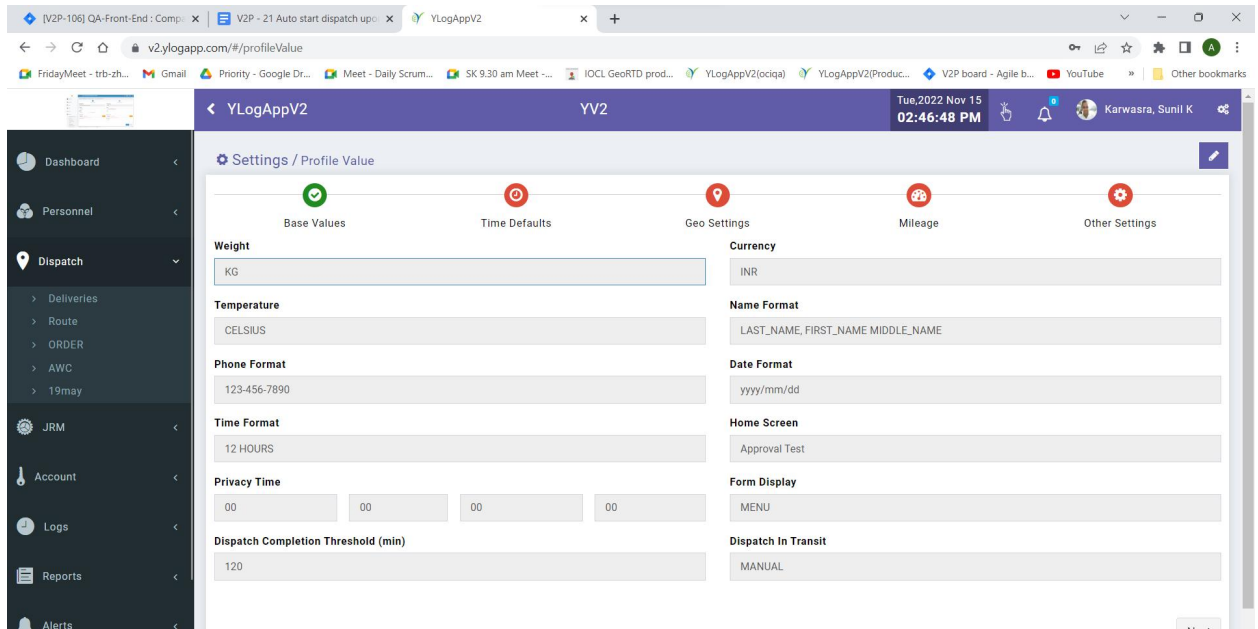 [V2P-106] QA-Front-End : Compa
V2P - 21 Auto start dispatch upo
YLogAppV2
v2.ylogapp.com/#/profileValue
A
FridayMeet - trb-zh...
Gmail
Priority - Google Dr...
Meet - Daily Scrum...
SK 9.30 am Meet -...
IOCL GeoRTD prod...
YLogAppV2(ociqa)
YLogAppV2(Produc...
V2P board - Agile b...
YouTube
»
Other bookmarks
YLogAppV2
YV2
Tue,2022 Nov 15
02:46:48 PM
0
Karwasra, Sunil K
Dashboard
Personnel
Dispatch
Deliveries
Route
ORDER
AWC
19may
JRM
Account
Logs
Reports
Alerts
Settings / Profile Value
Base Values
Time Defaults
Geo Settings
Mileage
Other Settings
Weight
KG
Currency
INR
Temperature
CELSIUS
Name Format
LAST_NAME, FIRST_NAME MIDDLE_NAME
Phone Format
123-456-7890
Date Format
yyyy/mm/dd
Time Format
12 HOURS
Home Screen
Approval Test
Privacy Time
00 00 00 00
Form Display
MENU
Dispatch Completion Threshold (min)
120
Dispatch In Transit
MANUAL